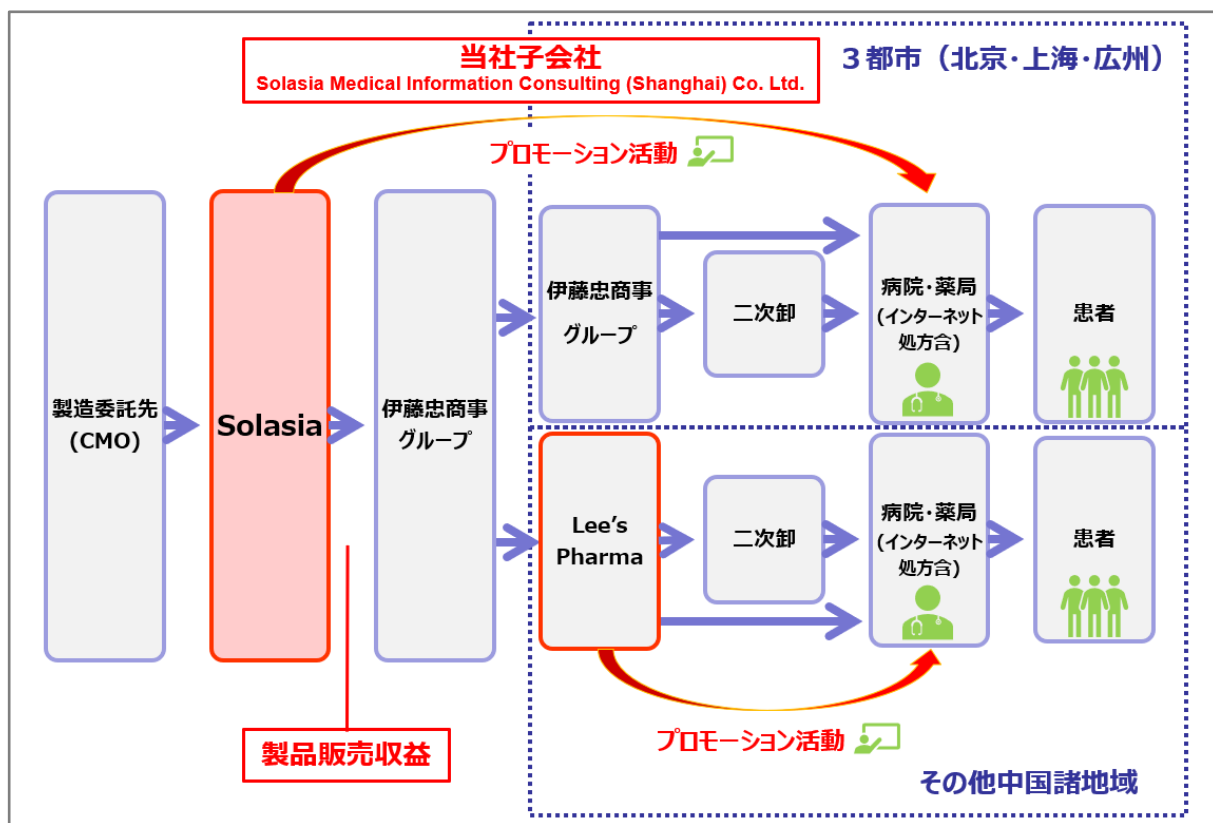 当社子会社
Solasia Medical Information Consulting (Shanghai) Co. Ltd.
3都市（北京・上海・広州）
プロモーション活動
製造委託先
(CMO)
Solasia
伊藤忠商事
グループ
伊藤忠商事
グループ
二次卸
病院・薬局
(インターネット
処方含)
患者
Lee's
Pharma
二次卸
病院・薬局
(インターネット
処方含)
患者
プロモーション活動
製品販売収益
その他中国諸地域